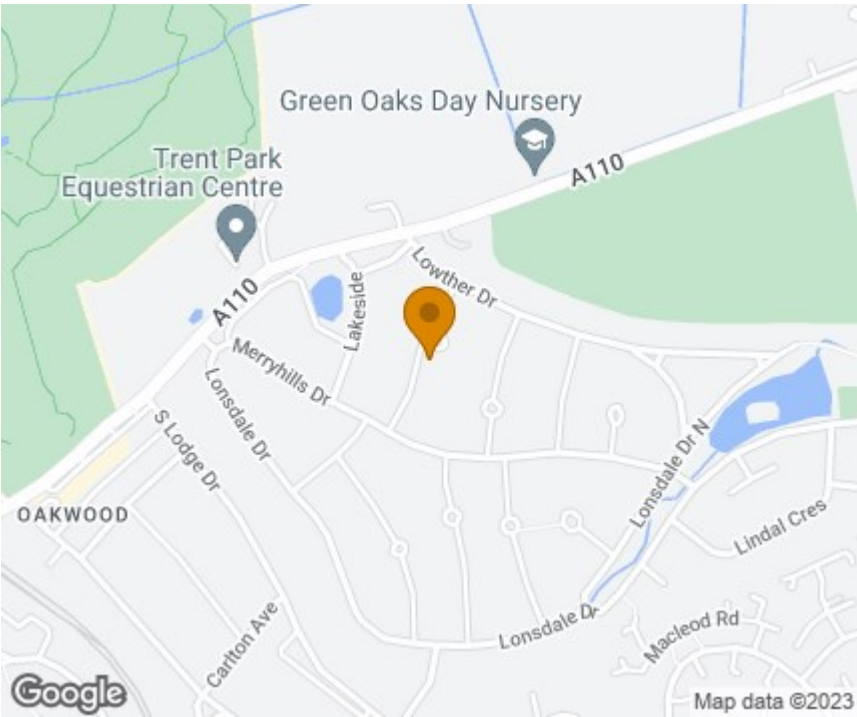 Green Oaks Day Nursery
Trent Park
Equestrian Centre
A110
Lowther Dr
A110
Lakeside
Merryhills Dr
Lonsdale Dr
S Lodge Dr
Lonsdale Dr N
OAKWOOD
Lindal Cres
Lonsdale Dr
Macleod Rd
Carlton Ave
Google
Map data ©2023